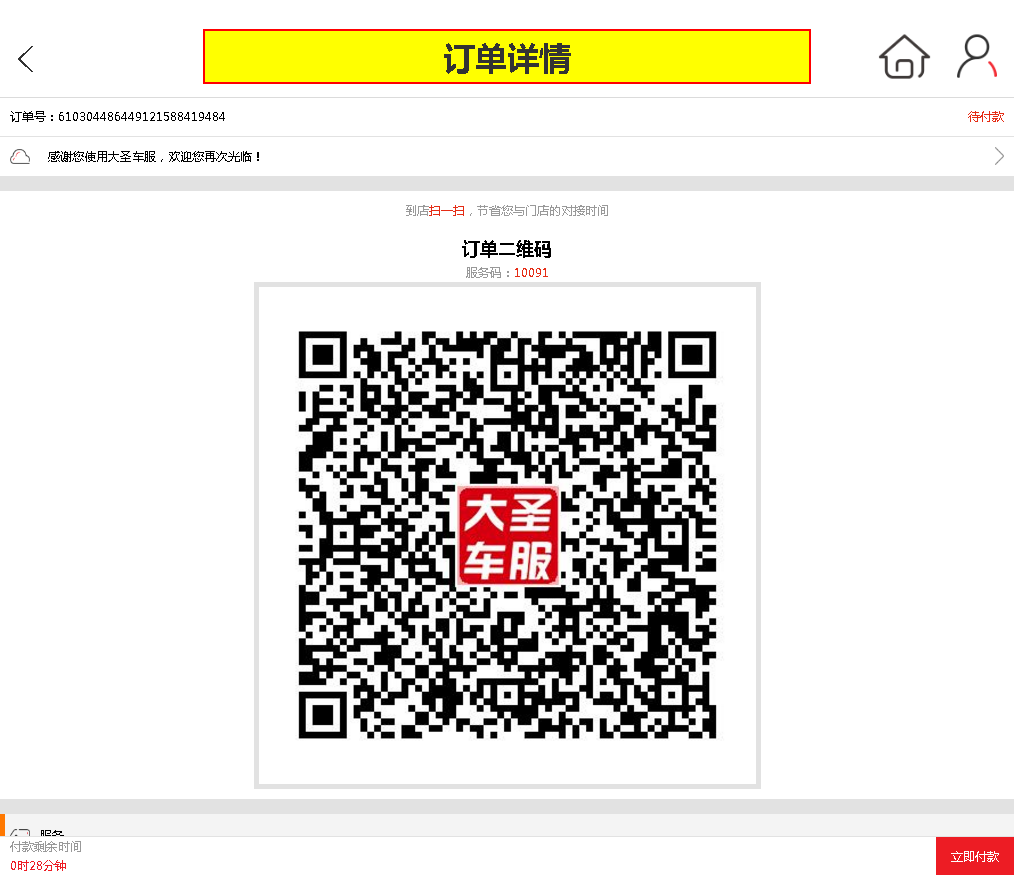 订单详情
订单号：610304486449121588419484
待付款
感谢您使用大圣车服，欢迎您再次光临！
到店扫一扫，节省您与门店的对接时间
订单二维码
服务码：10091
大圣
车服
服务
付款剩余时间
0时28分钟
立即付款